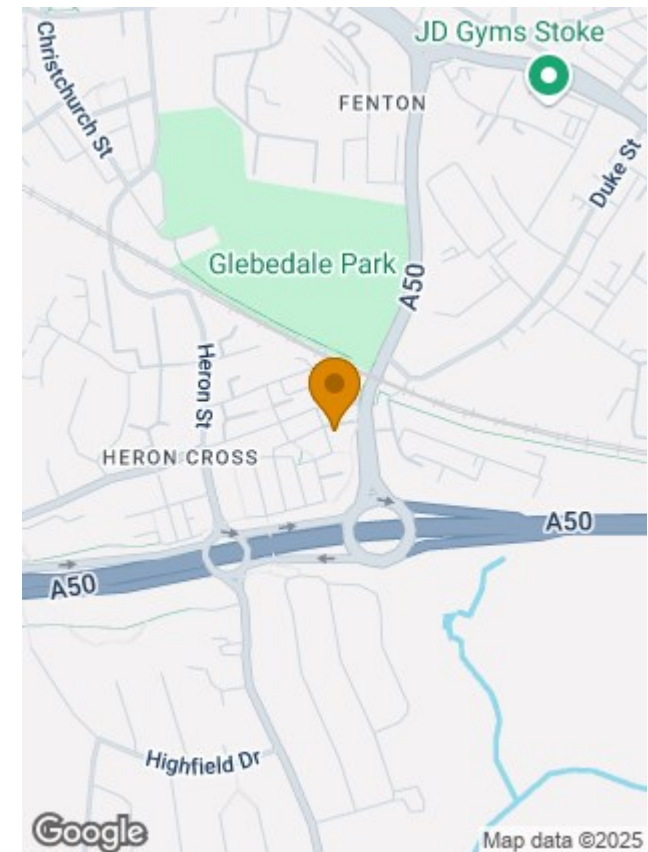 JD Gyms Stoke
Christchurch St
FENTON
Duke St
Glebedale Park
A50
Heron St
HERON CROSS
A50
A50
Highfield Dr
Google
Map data ©2025